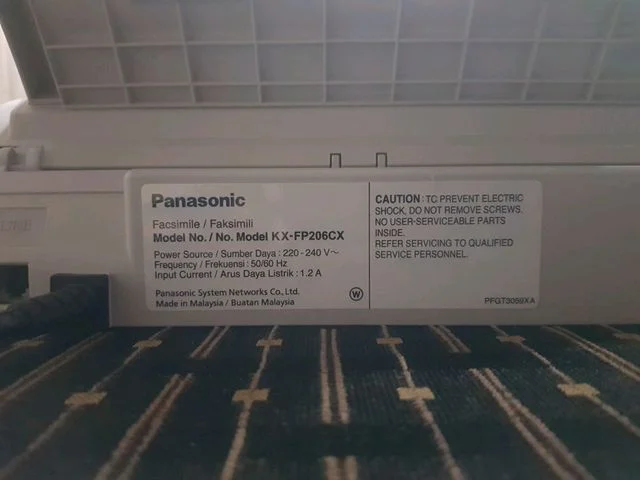 Panasonic
Facsimile / Faksimili
Model No./ No. Model KX-FP206CX
Power Source / Sumber Daya : 220 - 240 V~
Frequency / Frekuensi : 50/60 Hz
Input Current / Arus Daya Listrik : 1.2 A
Panasonic System Networks Co., Ltd.
Made in Malaysia / Buatan Malaysia
W
CAUTION : TO PREVENT ELECTRIC
SHOCK, DO NOT REMOVE SCREWS.
NO USER-SERVICEABLE PARTS
INSIDE.
REFER SERVICING TO QUALIFIED
SERVICE PERSONNEL.
PFGT3059XA